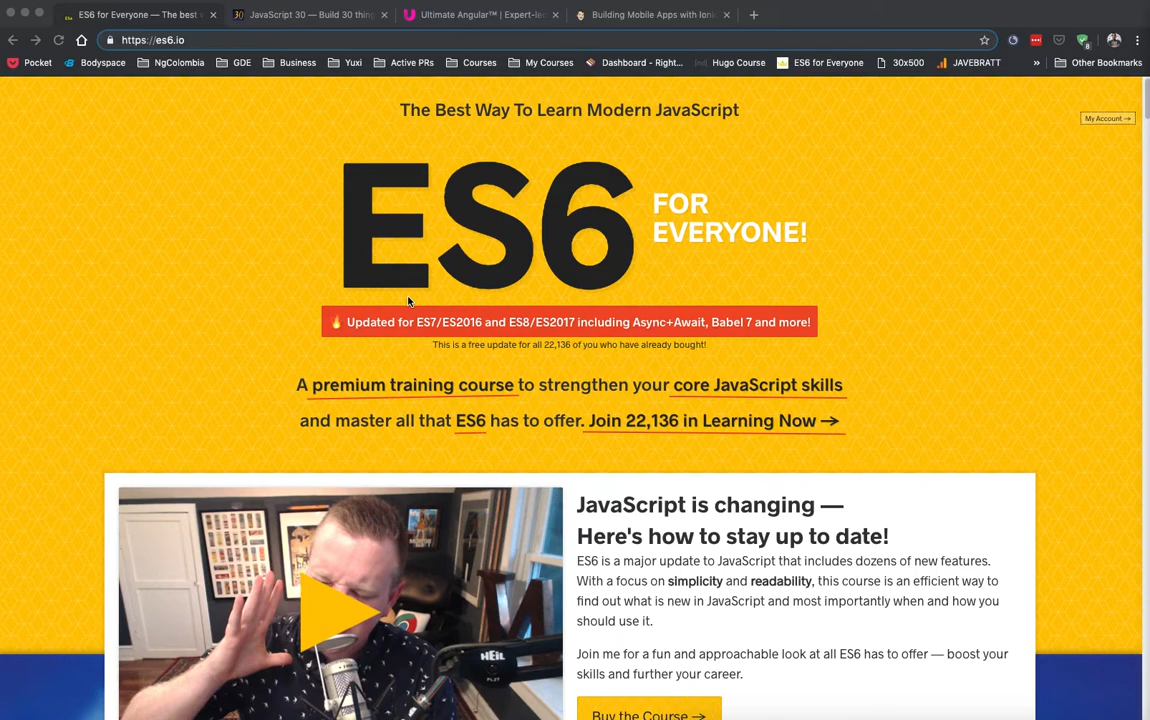 ES6 for Everyone — The best
JavaScript 30 — Build 30 thing
Ultimate Angular™ | Expert-le
Building Mobile Apps with Ioni
https://es6.io
Pocket
Bodyspace
NgColombia
GDE
Business
Yuxi
Active PRs
Courses
My Courses
Dashboard - Right...
Hugo Course
ES6 for Everyone
30x500
JAVEBRATT
»
Other Bookmarks
The Best Way To Learn Modern JavaScript
My Account →
ES6
FOR
EVERYONE!
🔥 Updated for ES7/ES2016 and ES8/ES2017 including Async+Await, Babel 7 and more!
This is a free update for all 22,136 of you who have already bought!
A premium training course to strengthen your core JavaScript skills
and master all that ES6 has to offer. Join 22,136 in Learning Now →
JavaScript is changing —
Here's how to stay up to date!
ES6 is a major update to JavaScript that includes dozens of new features.
With a focus on simplicity and readability, this course is an efficient way to
find out what is new in JavaScript and most importantly when and how you
should use it.
Join me for a fun and approachable look at all ES6 has to offer — boost your
skills and further your career.
Buy the Course →
HEIL